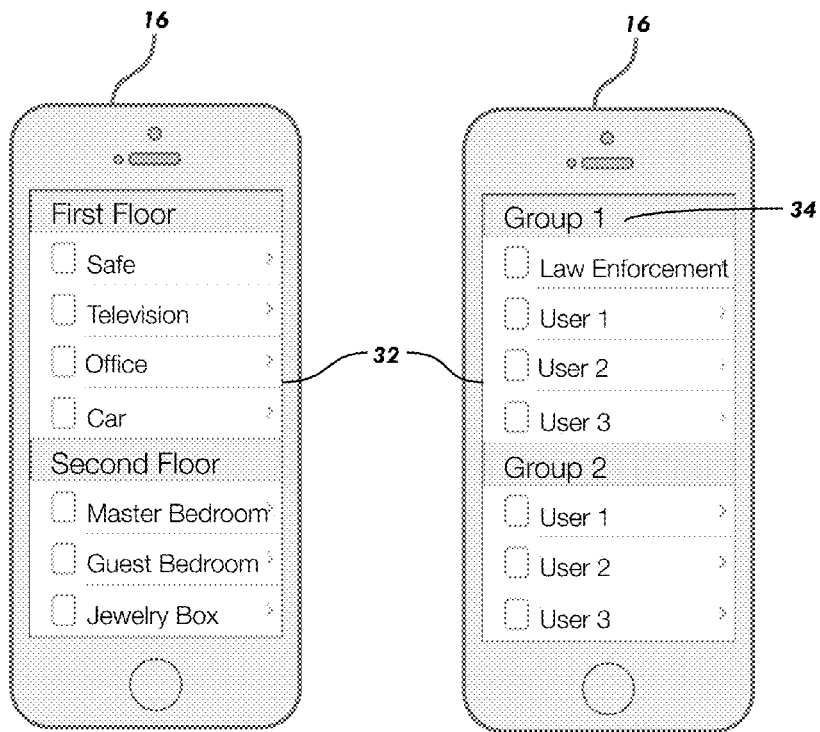 16
16
First Floor
Safe
Television
Office
Car
Second Floor
Master Bedroom
Guest Bedroom
Jewelry Box
32
Group 1
34
Law Enforcement
User 1
User 2
User 3
Group 2
User 1
User 2
User 3